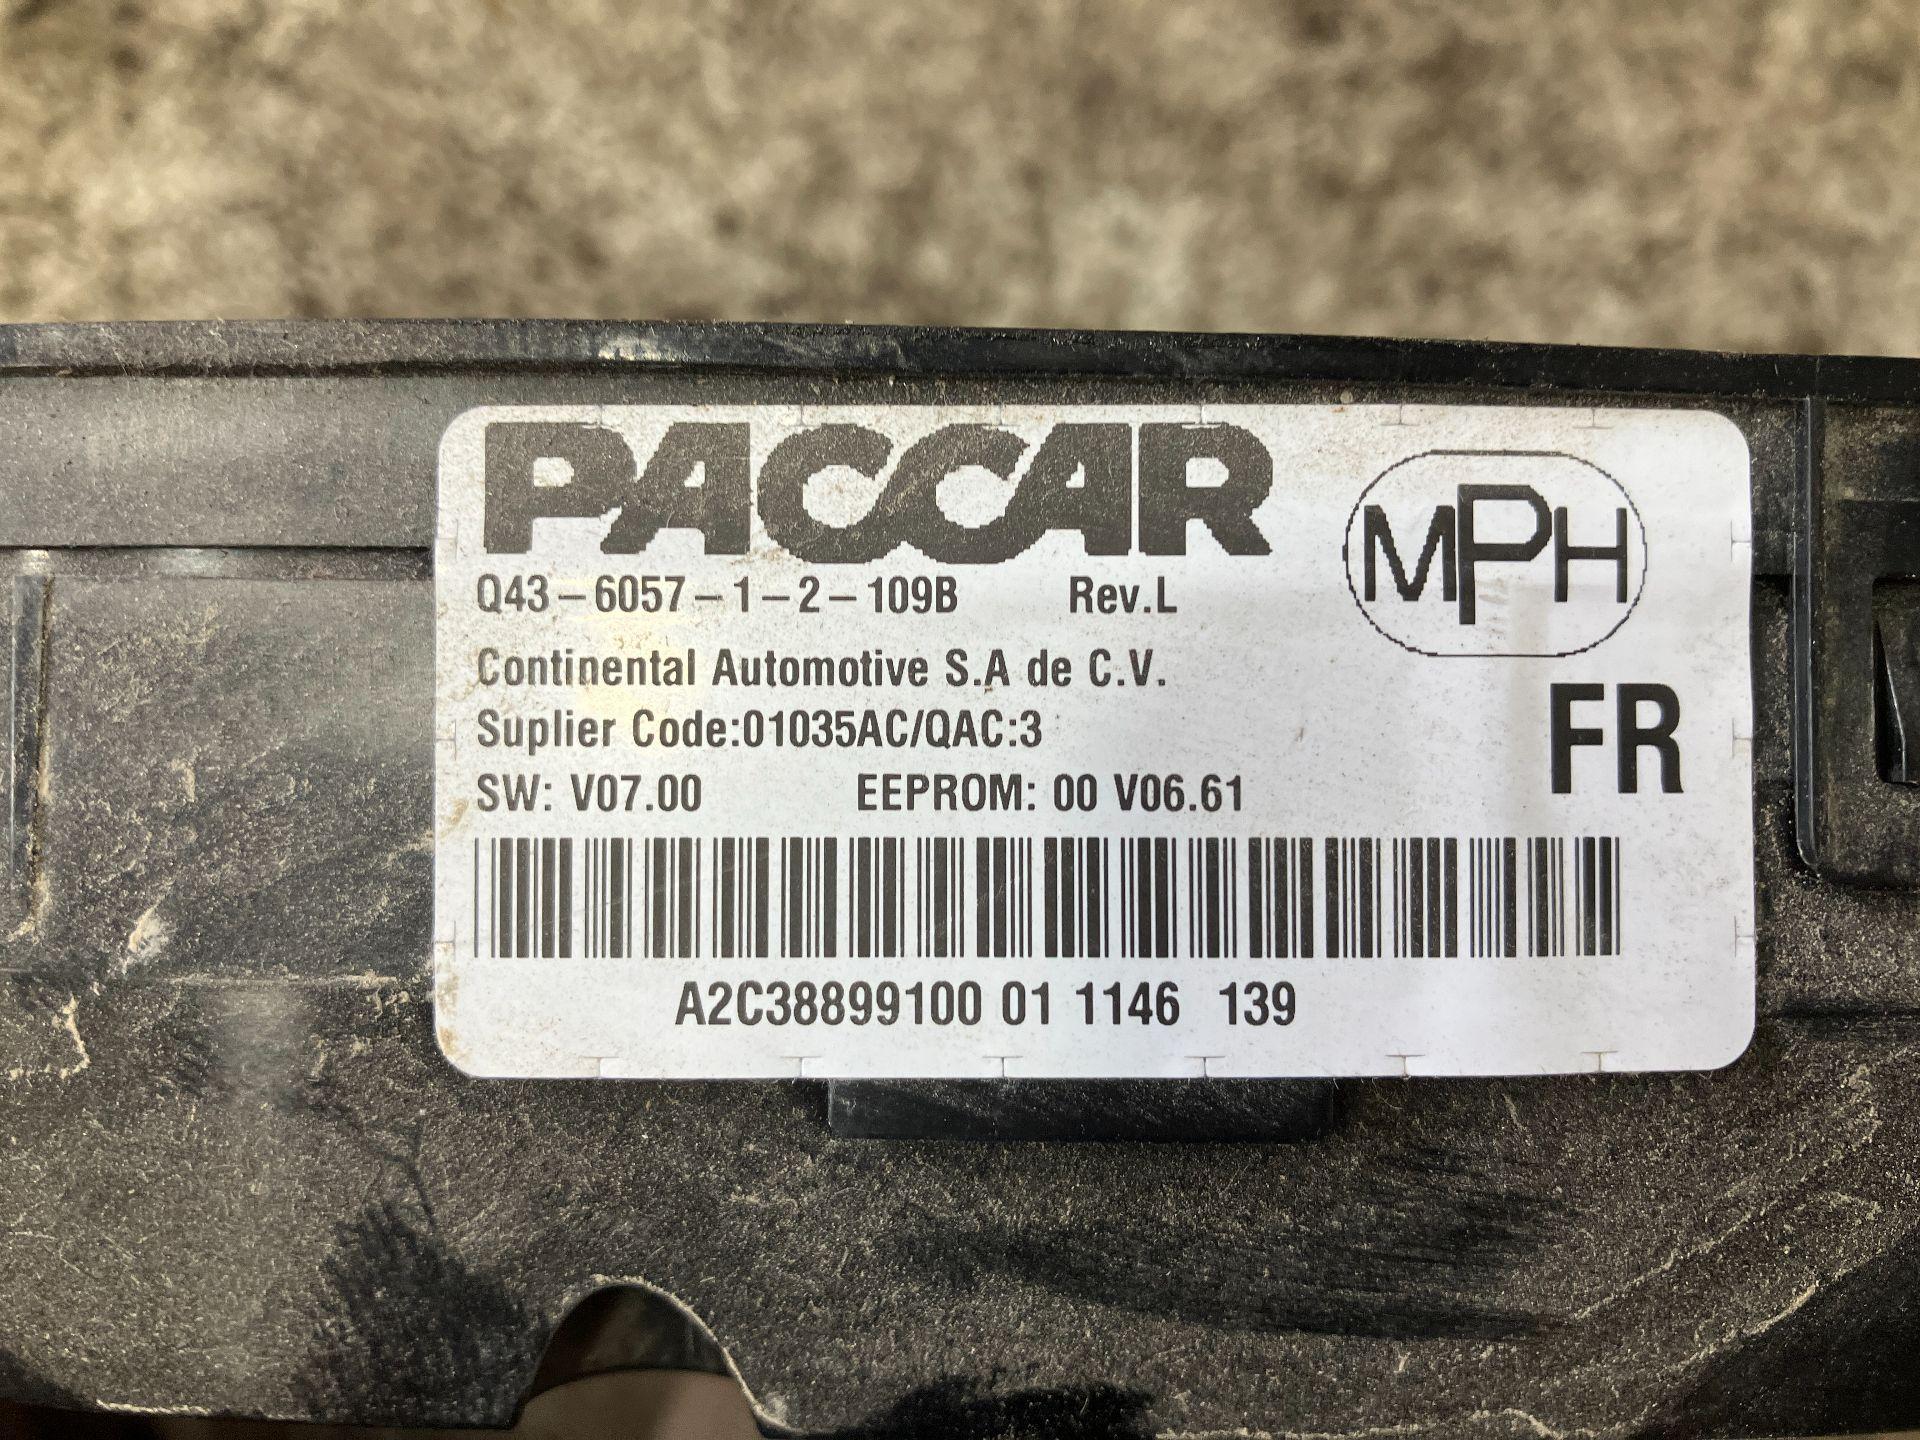 PACCAR
MPH
Q43-6057-1-2-109B Rev.L
Continental Automotive S.A de C.V.
Suplier Code:01035AC/QAC:3
FR
SW: V07.00 EEPROM: 00 V06.61
A2C38899100 01 1146 139